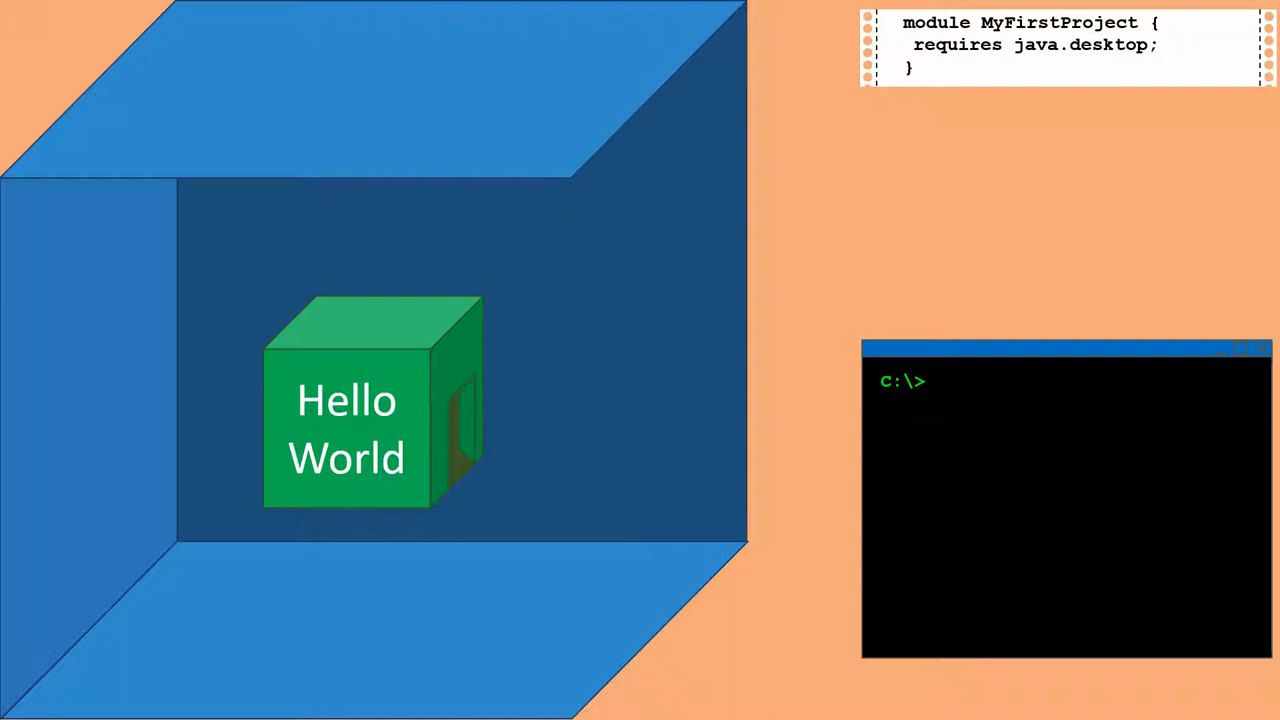 module MyFirstProject {
requires java.desktop;
}
Hello
World
C:\>